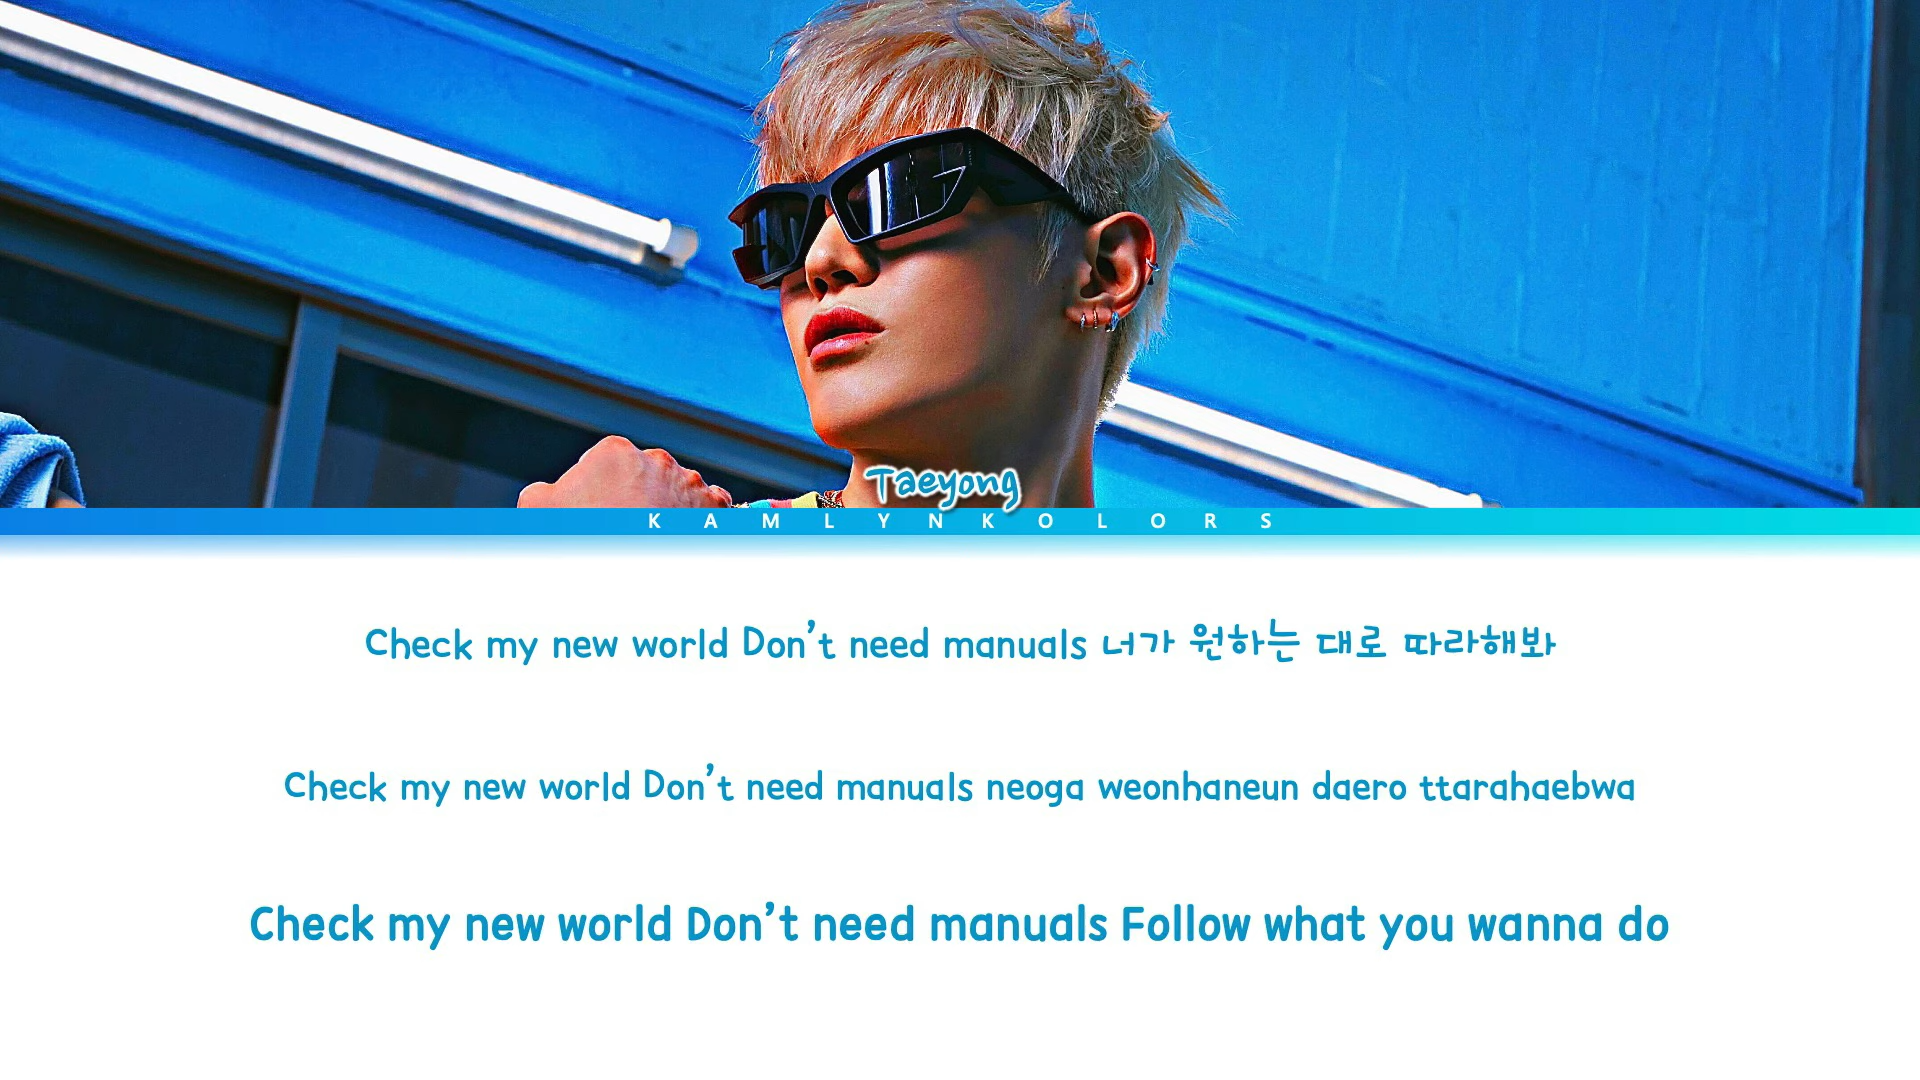 Taeyong
KAMLYNKOLORS
Check my new world Don't need manuals 너가 원하는 대로 따라해봐
Check my new world Don't need manuals neoga weonhaneun daero ttarahaebwa
Check my new world Don't need manuals Follow what you wanna do